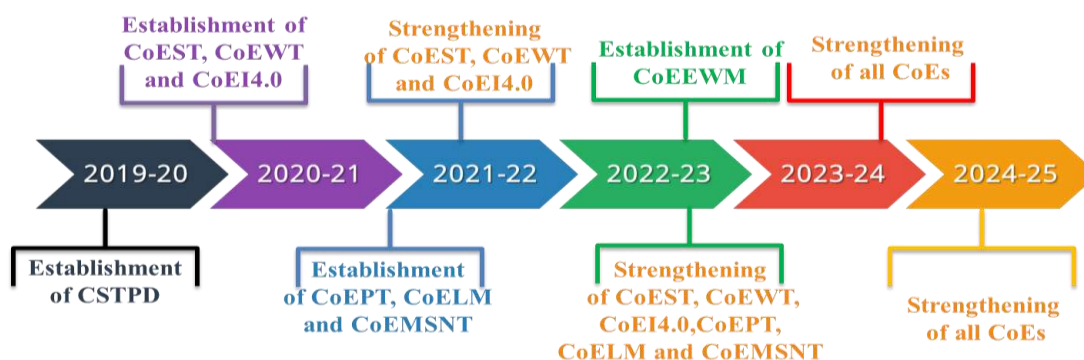 Establishment of
CoEST, CoEWT
and CoEI4.0
Strengthening
of CoEST, CoEWT
and CoEI4.0
Establishment of
CoEEWM
Strengthening
of all CoEs
2019-20
2020-21
2021-22
2022-23
2023-24
2024-25
Establishment
of CSTPD
Establishment
of CoEPT, CoELM
and CoEMSNT
Strengthening
of CoEST, CoEWT,
CoEI4.0,CoEPT,
CoELM and CoEMSNT
Strengthening
of all CoEs